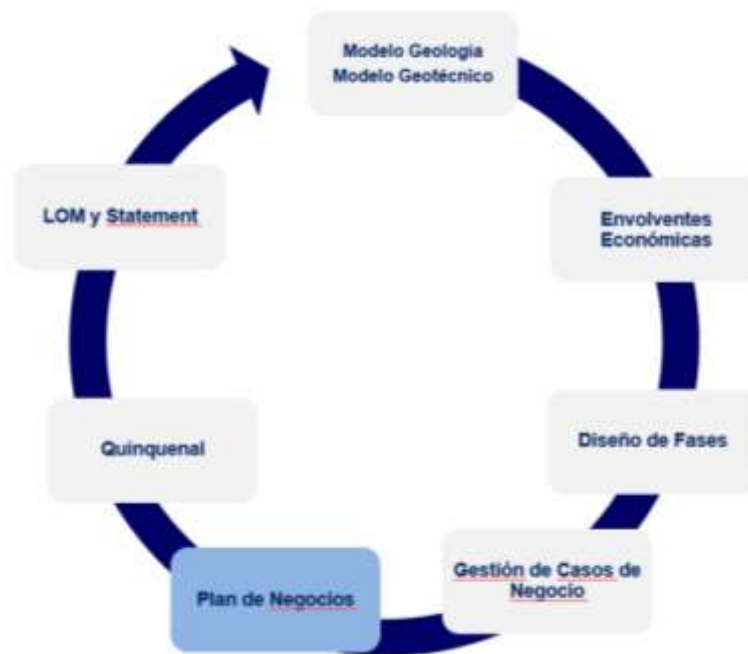 Modelo Geología
Modelo Geotécnico
Envolventes
Económicas
Diseño de Fases
Gestión de Casos de
Negocio
Plan de Negocios
Quinquenal
LOM y Statement